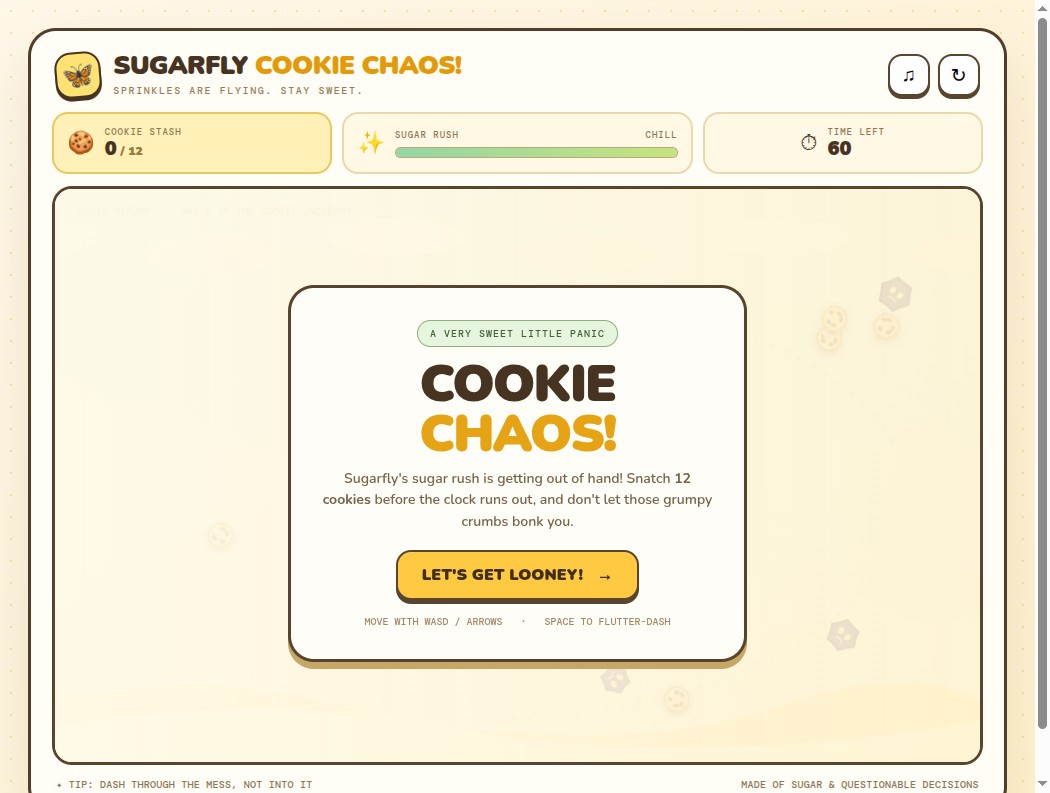 SUGARFLY COOKIE CHAOS!
SPRINKLES ARE FLYING. STAY SWEET.
COOKIE STASH
0 / 12
SUGAR RUSH
CHILL
TIME LEFT
60
A VERY SWEET LITTLE PANIC
COOKIE
CHAOS!
Sugarfly's sugar rush is getting out of hand! Snatch 12
cookies before the clock runs out, and don't let those grumpy
crumbs bonk you.
LET'S GET LOONEY! →
MOVE WITH WASD / ARROWS · SPACE TO FLUTTER-DASH
✦ TIP: DASH THROUGH THE MESS, NOT INTO IT
MADE OF SUGAR & QUESTIONABLE DECISIONS